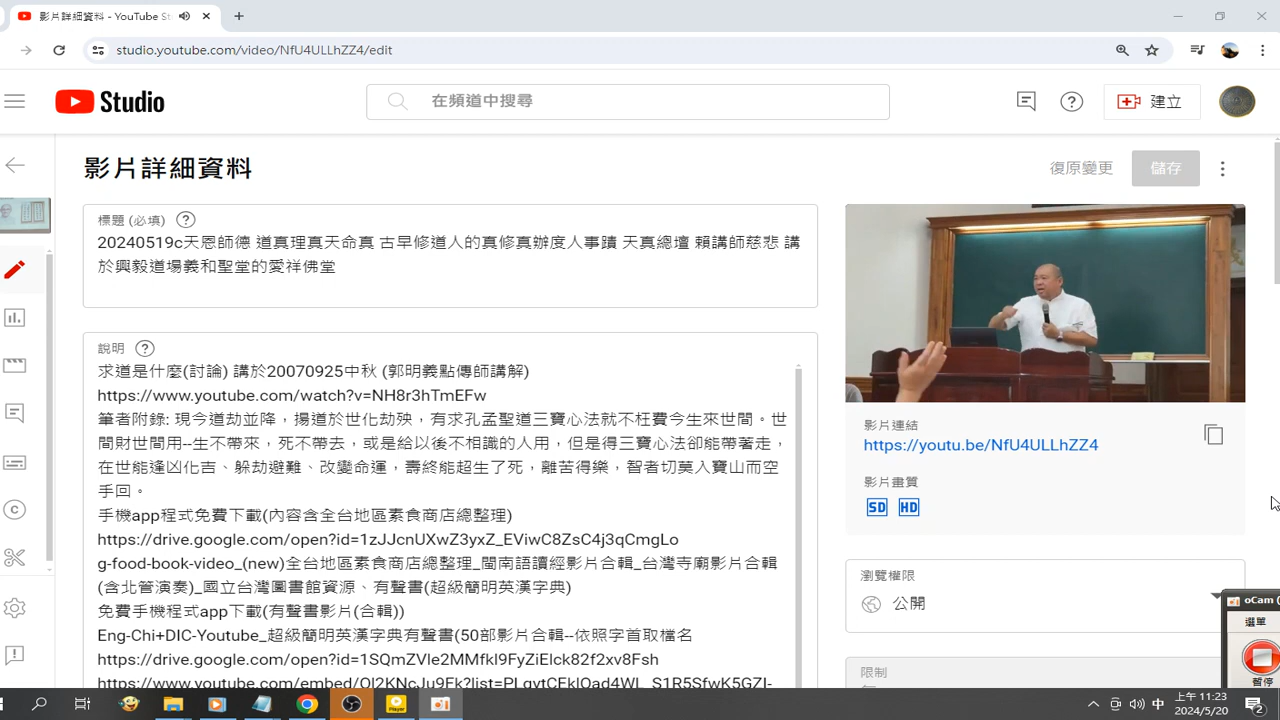 影片詳細資料 - YouTube St
studio.youtube.com/video/NfU4ULLhZZ4/edit
Studio
在頻道中搜尋
建立
影片詳細資料
復原變更
儲存
標題 (必填)
20240519c天恩師德 道真理真天命真 古早修道人的真修真辦度人事蹟 天真總壇 賴講師慈悲 講
於興毅道場羲和聖堂的愛祥佛堂
說明
求道是什麼(討論) 講於20070925中秋 (郭明義點傳師講解)
https://www.youtube.com/watch?v=NH8r3hTmEFw
筆者附錄: 現今道劫並降，揚道於世化劫殃，有求孔孟聖道三寶心法就不枉費今生來世間。世
間財世間用--生不帶來，死不帶去，或是給以後不相識的人用，但是得三寶心法卻能帶著走，
在世能逢凶化吉、躲劫避難、改變命運，壽終能超生了死，離苦得樂，智者切莫入寶山而空
手回。
手機app程式免費下載(內容含全台地區素食商店總整理)
https://drive.google.com/open?id=1zJJcnUXwZ3yxZ_EViwC8ZsC4j3qCmgLo
g-food-book-video_(new)全台地區素食商店總整理_閩南語讀經影片合輯_台灣寺廟影片合輯
(含北管演奏)_國立台灣圖書館資源、有聲書(超級簡明英漢字典)
免費手機程式app下載(有聲書影片(合輯))
Eng-Chi+DIC-Youtube_超級簡明英漢字典有聲書(50部影片合輯--依照字首取檔名
https://drive.google.com/open?id=1SQmZVle2MMfkl9FyZiElck82f2xv8Fsh
影片連結
https://youtu.be/NfU4ULLhZZ4
影片畫質
SD HD
瀏覽權限
公開
限制
oCam (
選單
暫停
中
上午 11:23
2024/5/20
2